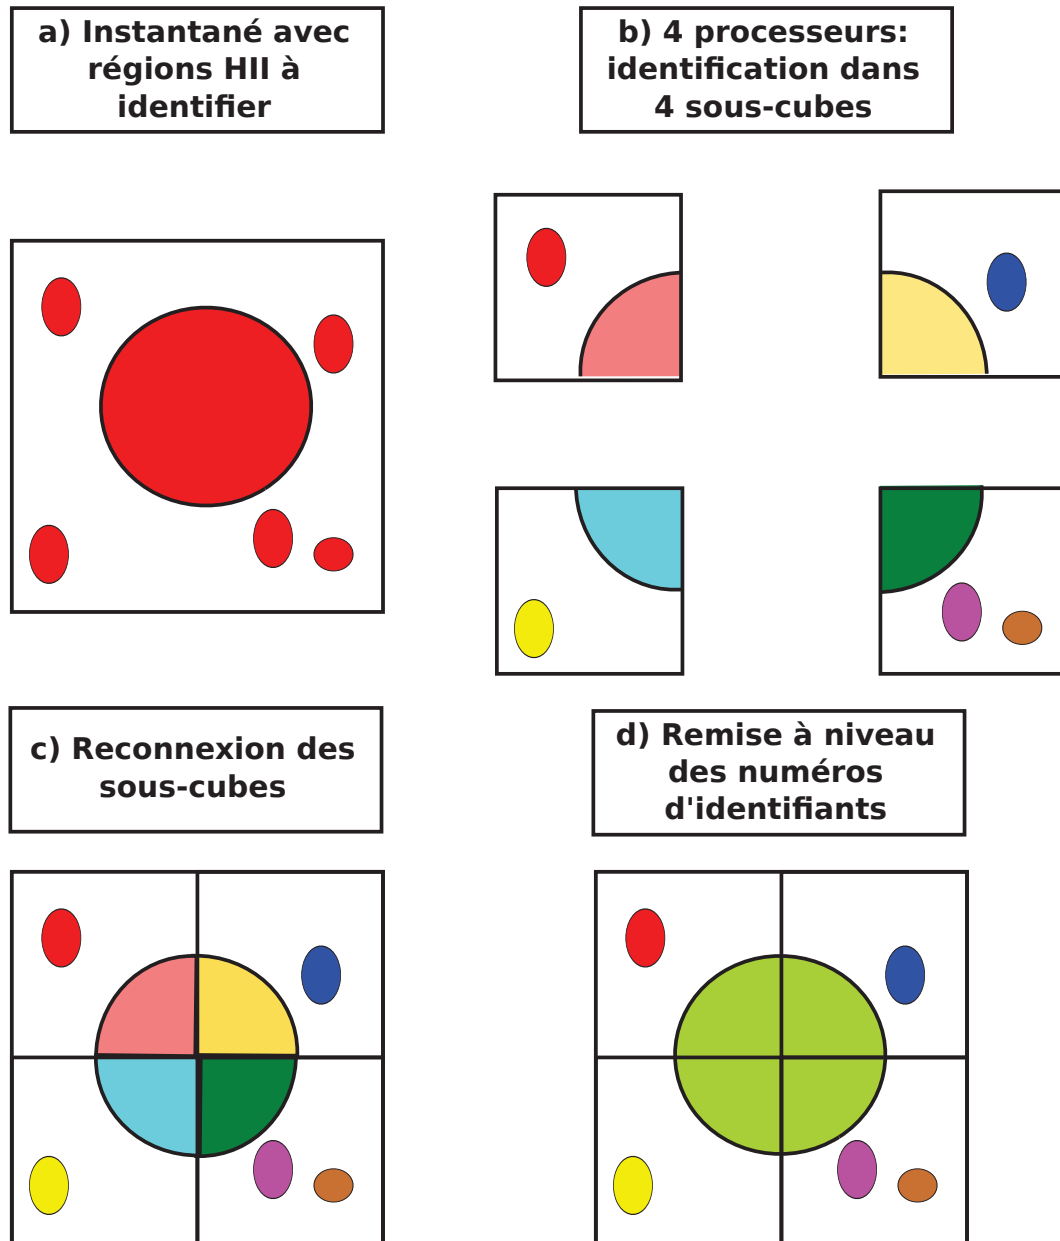 a) Instantané avec
régions HII à
identifier
b) 4 processeurs:
identification dans
4 sous-cubes
c) Reconnexion des
sous-cubes
d) Remise à niveau
des numéros
d'identifiants